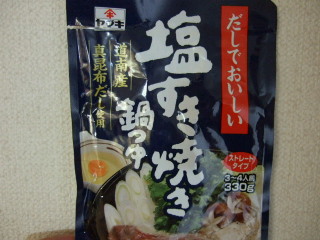 ヤマキ
だしでおいしい
塩すき焼き
鍋つゆ
道南産
真昆布だし使用
ストレート
タイプ
3~4人前
330g